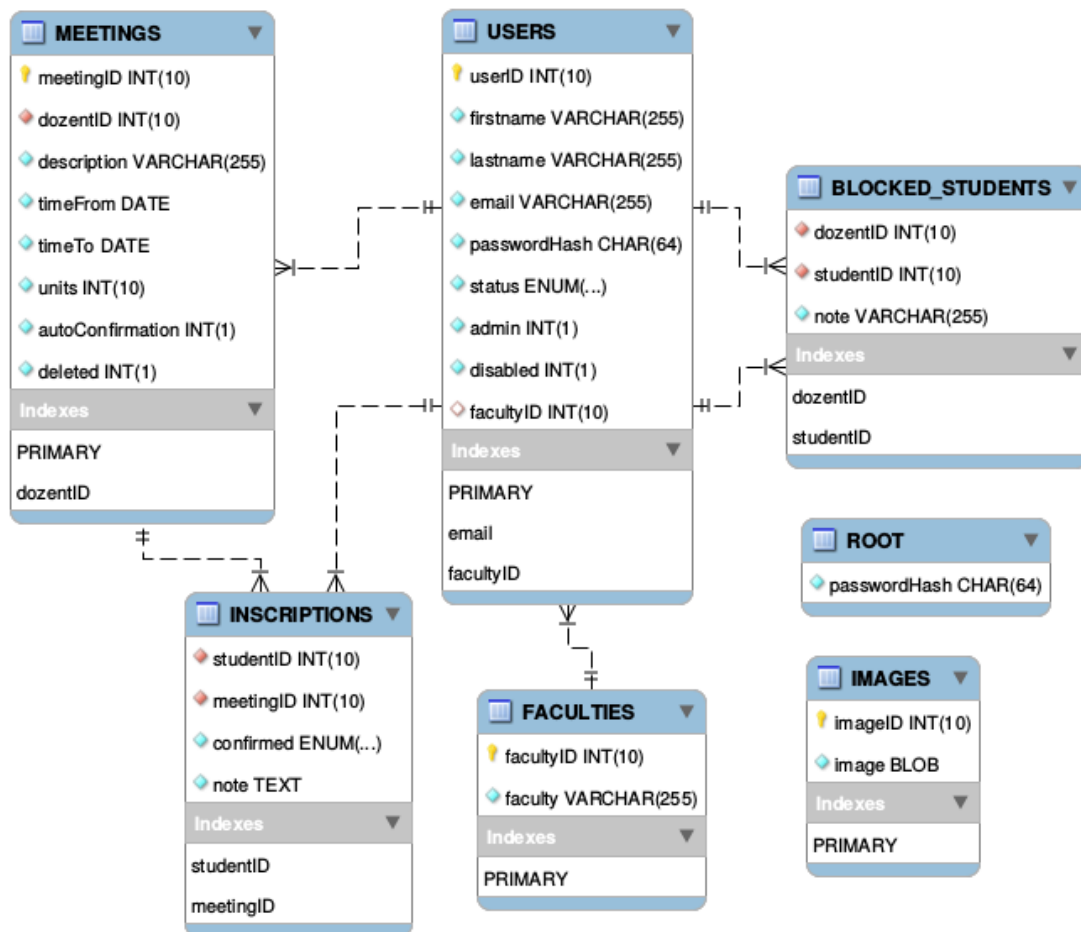 MEETINGS
meetingID INT(10)
dozentID INT(10)
description VARCHAR(255)
timeFrom DATE
timeTo DATE
units INT(10)
autoConfirmation INT(1)
deleted INT(1)
Indexes
PRIMARY
dozentID
USERS
userID INT(10)
firstname VARCHAR(255)
lastname VARCHAR(255)
email VARCHAR(255)
passwordHash CHAR(64)
status ENUM(...)
admin INT(1)
disabled INT(1)
facultyID INT(10)
Indexes
PRIMARY
email
facultyID
BLOCKED_STUDENTS
dozentID INT(10)
studentID INT(10)
note VARCHAR(255)
Indexes
dozentID
studentID
ROOT
passwordHash CHAR(64)
INSCRIPTIONS
studentID INT(10)
meetingID INT(10)
confirmed ENUM(...)
note TEXT
Indexes
studentID
meetingID
FACULTIES
facultyID INT(10)
faculty VARCHAR(255)
Indexes
PRIMARY
IMAGES
imageID INT(10)
image BLOB
Indexes
PRIMARY